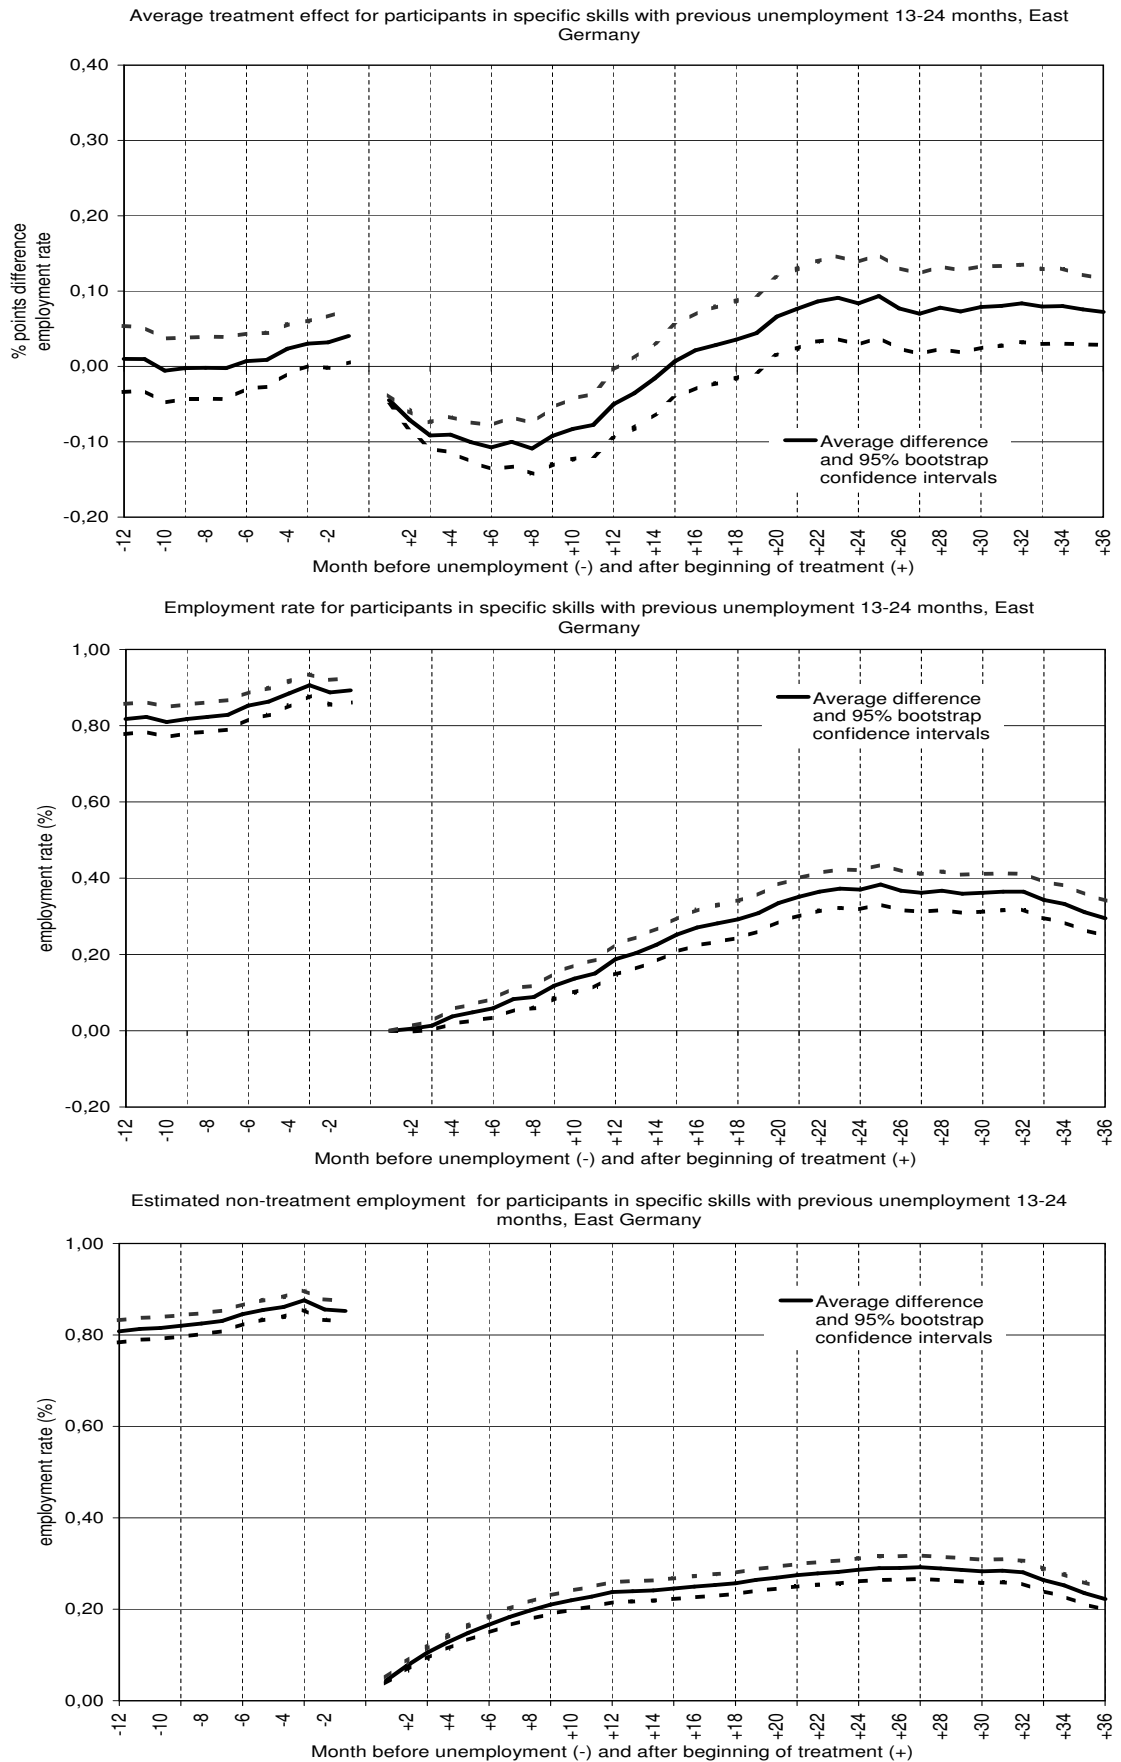 Average treatment effect for participants in specific skills with previous unemployment 13-24 months, East
Germany
0,40
0,30
0,20
0,10
0,00
-0,10
-0,20
% points difference
employment rate
Average difference
and 95% bootstrap
confidence intervals
-12 -10 -8 -6 -4 -2 +2 +4 +6 +8 +10 +12 +14 +16 +18 +20 +22 +24 +26 +28 +30 +32 +34 +36
Month before unemployment (-) and after beginning of treatment (+)
Employment rate for participants in specific skills with previous unemployment 13-24 months, East
Germany
1,00
0,80
0,60
0,40
0,20
0,00
-0,20
employment rate (%)
Average difference
and 95% bootstrap
confidence intervals
-12 -10 -8 -6 -4 -2 +2 +4 +6 +8 +10 +12 +14 +16 +18 +20 +22 +24 +26 +28 +30 +32 +34 +36
Month before unemployment (-) and after beginning of treatment (+)
Estimated non-treatment employment for participants in specific skills with previous unemployment 13-24
months, East Germany
1,00
0,80
0,60
0,40
0,20
0,00
employment rate (%)
Average difference
and 95% bootstrap
confidence intervals
-12 -10 -8 -6 -4 -2 +2 +4 +6 +8 +10 +12 +14 +16 +18 +20 +22 +24 +26 +28 +30 +32 +34 +36
Month before unemployment (-) and after beginning of treatment (+)